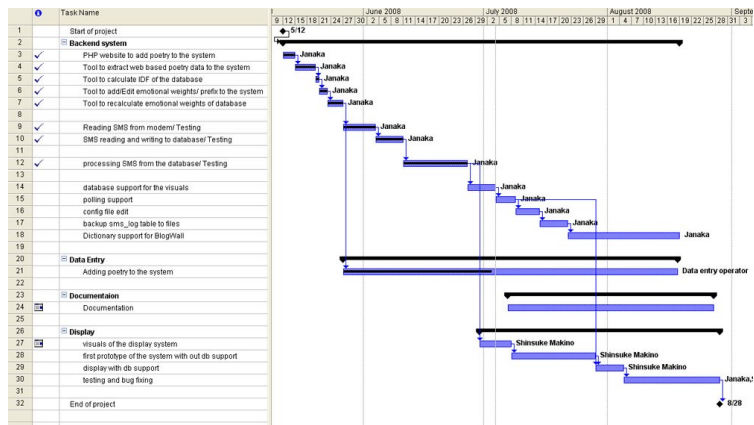 Task Name
June 2008 July 2008 August 2008 Septe
9 12 15 18 21 24 27 30 2 5 8 11 14 17 20 23 26 29 2 5 8 11 14 17 20 23 26 29 1 4 7 10 13 16 19 22 25 28 31 3
1 Start of project 5/12
2 Backend system
3 PHP website to add poetry to the system Janaka
4 Tool to extract web based poetry data to the system Janaka
5 Tool to calculate IDF of the database Janaka
6 Tool to add/Edit emotional weights/ prefix to the system Janaka
7 Tool to recalculate emotional weights of database Janaka
8
9 Reading SMS from modem/ Testing Janaka
10 SMS reading and writing to database/ Testing Janaka
11
12 processing SMS from the database/ Testing Janaka
13
14 database support for the visuals Janaka
15 polling support Janaka
16 config file edit Janaka
17 backup sms_log table to files Janaka
18 Dictionary support for BlogWall Janaka
19
20 Data Entry
21 Adding poetry to the system Data entry operator
22
23 Documentaion
24 Documentation
25
26 Display
27 visuals of the display system Shinsuke Makino
28 first prototype of the system with out db support Shinsuke Makino
29 display with db support Shinsuke Makino
30 testing and bug fixing Janaka,S
31
32 End of project 8/28